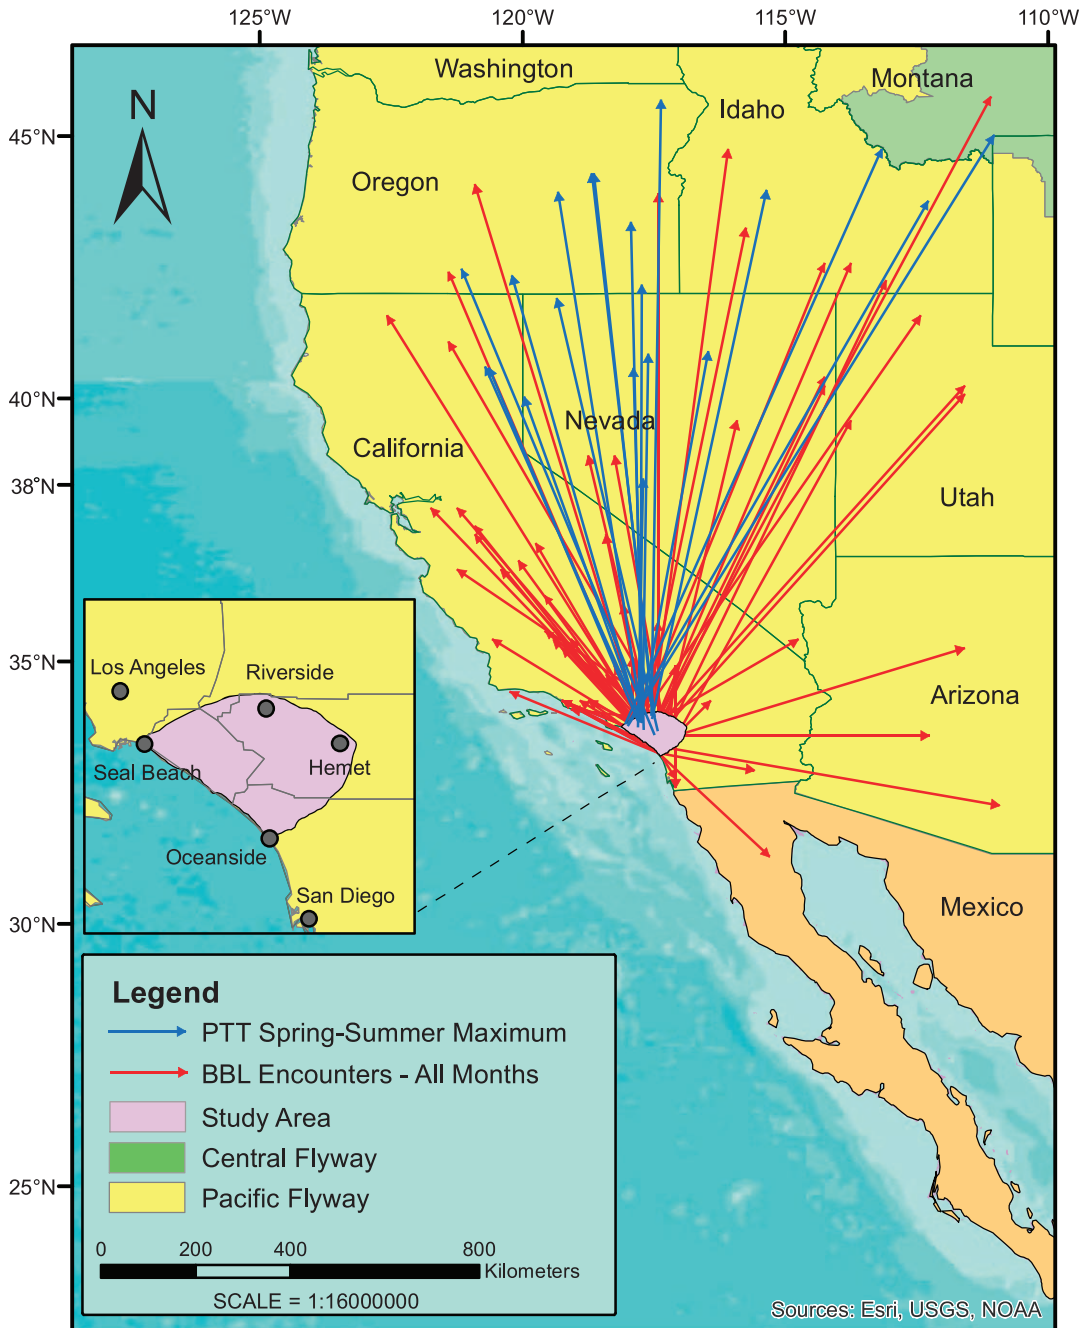 125°W 120°W 115°W 110°W
45°N
40°N
38°N
35°N
30°N
25°N
N
Washington
Montana
Idaho
Oregon
Nevada
California
Utah
Arizona
Mexico
Los Angeles
Riverside
Seal Beach
Hemet
Oceanside
San Diego
Legend
PTT Spring-Summer Maximum
BBL Encounters - All Months
Study Area
Central Flyway
Pacific Flyway
0 200 400 800
Kilometers
SCALE = 1:16000000
Sources: Esri, USGS, NOAA